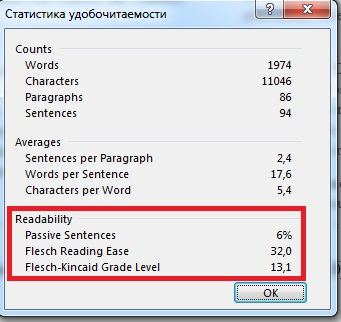 Статистика удобочитаемости
Counts
Words 1974
Characters 11046
Paragraphs 86
Sentences 94
Averages
Sentences per Paragraph 2,4
Words per Sentence 17,6
Characters per Word 5,4
Readability
Passive Sentences 6%
Flesch Reading Ease 32,0
Flesch-Kincaid Grade Level 13,1
OK